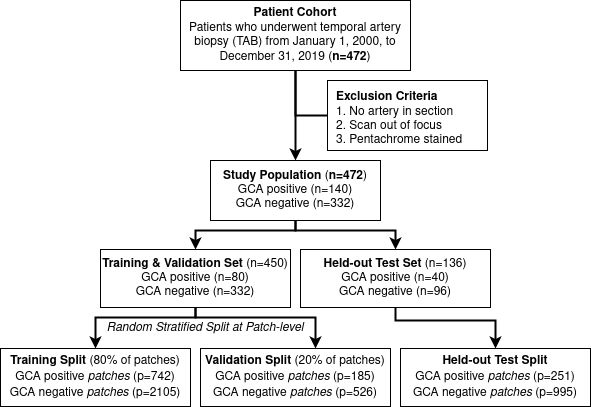 Patient Cohort
Patients who underwent temporal artery
biopsy (TAB) from January 1, 2000, to
December 31, 2019 (n=472)
Exclusion Criteria
1. No artery in section
2. Scan out of focus
3. Pentachrome stained
Study Population (n=472)
GCA positive (n=140)
GCA negative (n=332)
Training & Validation Set (n=450)
GCA positive (n=80)
GCA negative (n=332)
Held-out Test Set (n=136)
GCA positive (n=40)
GCA negative (n=96)
Random Stratified Split at Patch-level
Training Split (80% of patches)
GCA positive patches (p=742)
GCA negative patches (p=2105)
Validation Split (20% of patches)
GCA positive patches (p=185)
GCA negative patches (p=526)
Held-out Test Split
GCA positive patches (p=251)
GCA negative patches (p=995)